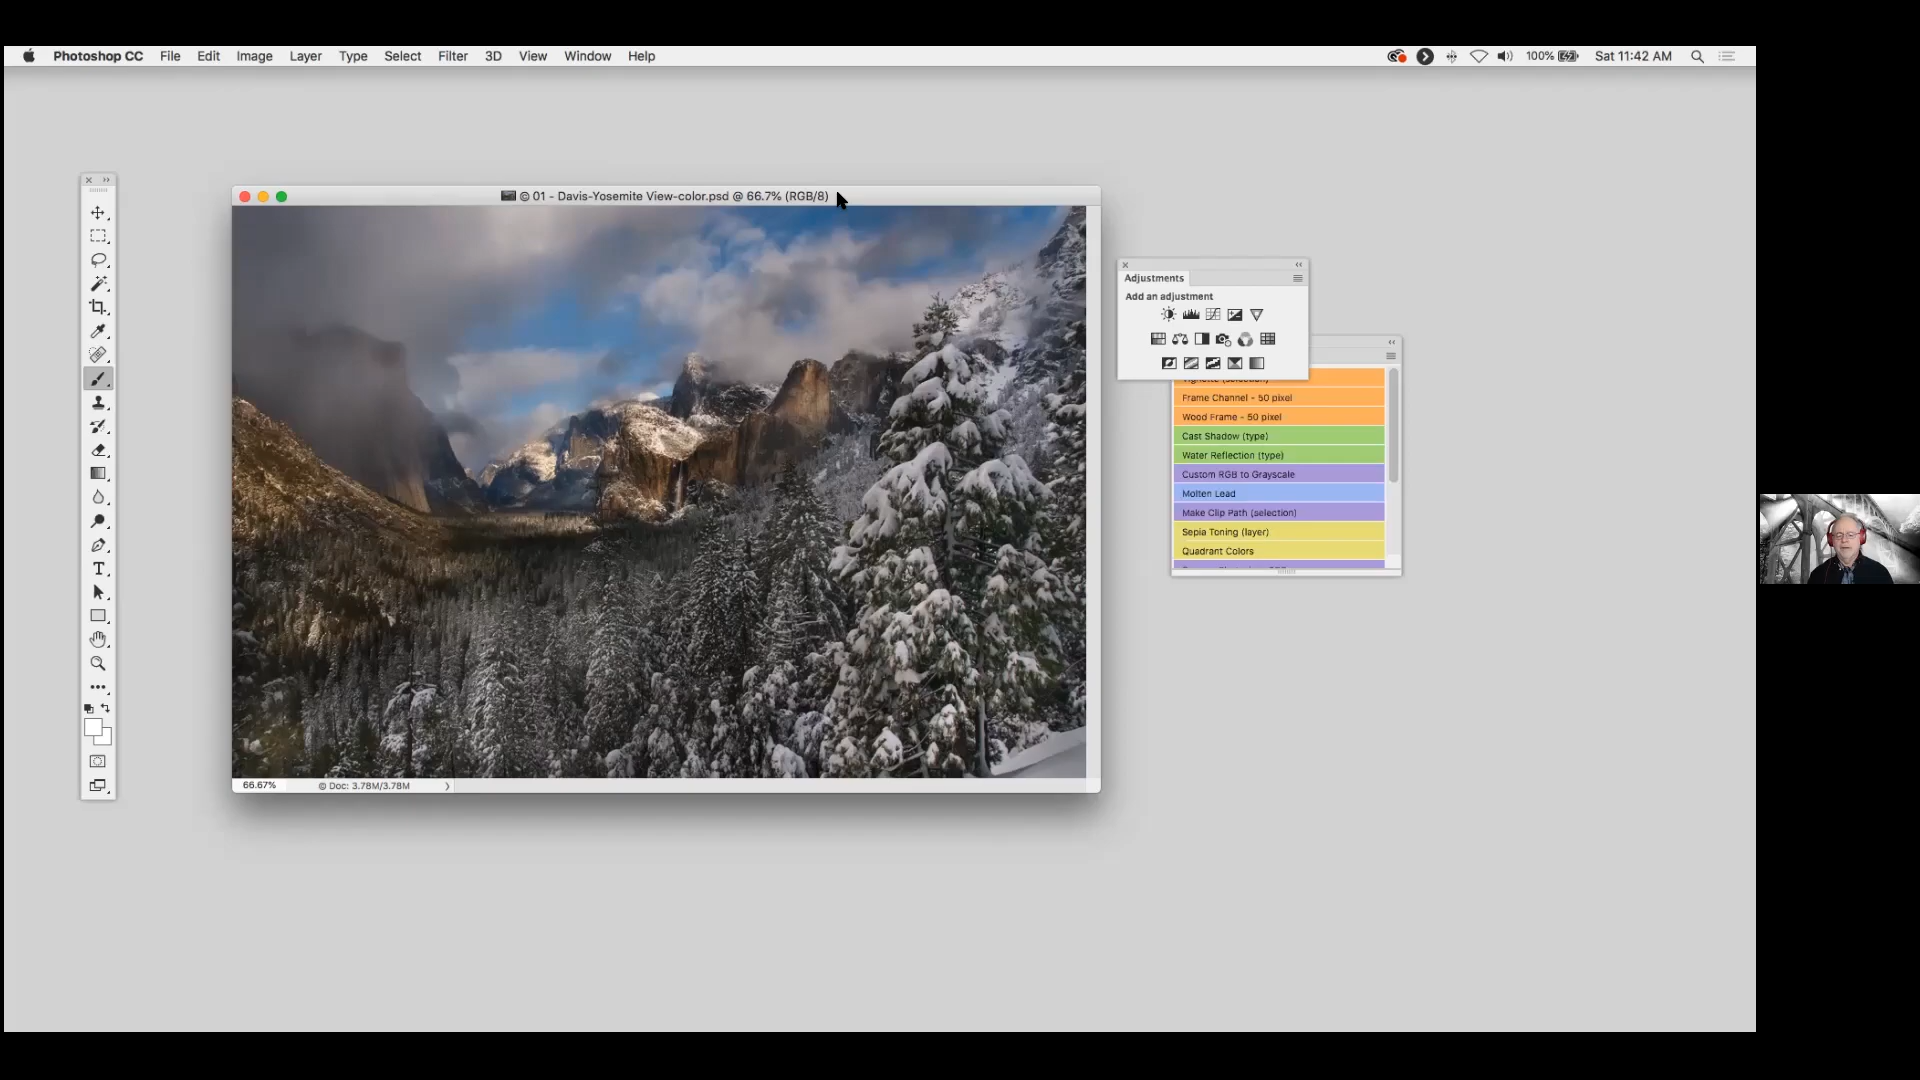 Photoshop CC File Edit Image Layer Type Select Filter 3D View Window Help 100% Sat 11:42 AM
© 01 - Davis-Yosemite View-color.psd @ 66.7% (RGB/8)
Adjustments
Add an adjustment
Vignette (selection)
Frame Channel - 50 pixel
Wood Frame - 50 pixel
Cast Shadow (type)
Water Reflection (type)
Custom RGB to Grayscale
Molten Lead
Make Clip Path (selection)
Sepia Toning (layer)
Quadrant Colors
66.67% © Doc: 3.78M/3.78M